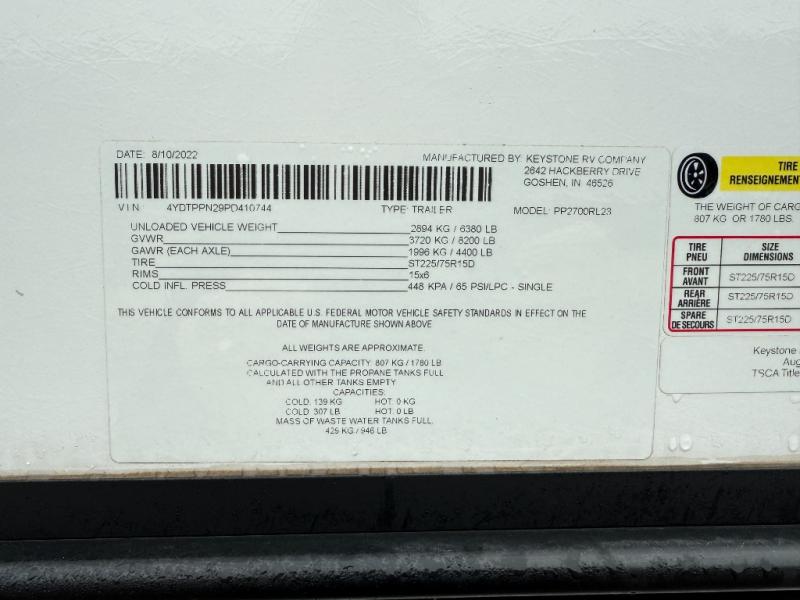 DATE: 8/10/2022
MANUFACTURED BY: KEYSTONE RV COMPANY
2642 HACKBERRY DRIVE
GOSHEN, IN 46526
VIN: 4YDTPPN29PD410744 TYPE: TRAILER MODEL: PP2700RL23
UNLOADED VEHICLE WEIGHT 2894 KG / 6380 LB
GVWR 3720 KG / 8200 LB
GAWR (EACH AXLE) 1996 KG / 4400 LB
TIRE ST225/75R15D
RIMS 15x6
COLD INFL. PRESS 448 KPA / 65 PSI/LPC - SINGLE
THIS VEHICLE CONFORMS TO ALL APPLICABLE U.S. FEDERAL MOTOR VEHICLE SAFETY STANDARDS IN EFFECT ON THE
DATE OF MANUFACTURE SHOWN ABOVE
ALL WEIGHTS ARE APPROXIMATE.
CARGO-CARRYING CAPACITY: 807 KG / 1780 LB
CALCULATED WITH THE PROPANE TANKS FULL
AND ALL OTHER TANKS EMPTY
CAPACITIES:
COLD: 139 KG HOT: 0 KG
COLD: 307 LB HOT: 0 LB
MASS OF WASTE WATER TANKS FULL:
429 KG / 946 LB
TIRE
RENSEIGNEMENT
THE WEIGHT OF CARG
807 KG OR 1780 LBS.
TIRE SIZE
PNEU DIMENSIONS
FRONT
AVANT ST225/75R15D
REAR
ARRIÈRE ST225/75R15D
SPARE
DE SECOURS ST225/75R15D
Keystone
Aug
TSCA Title